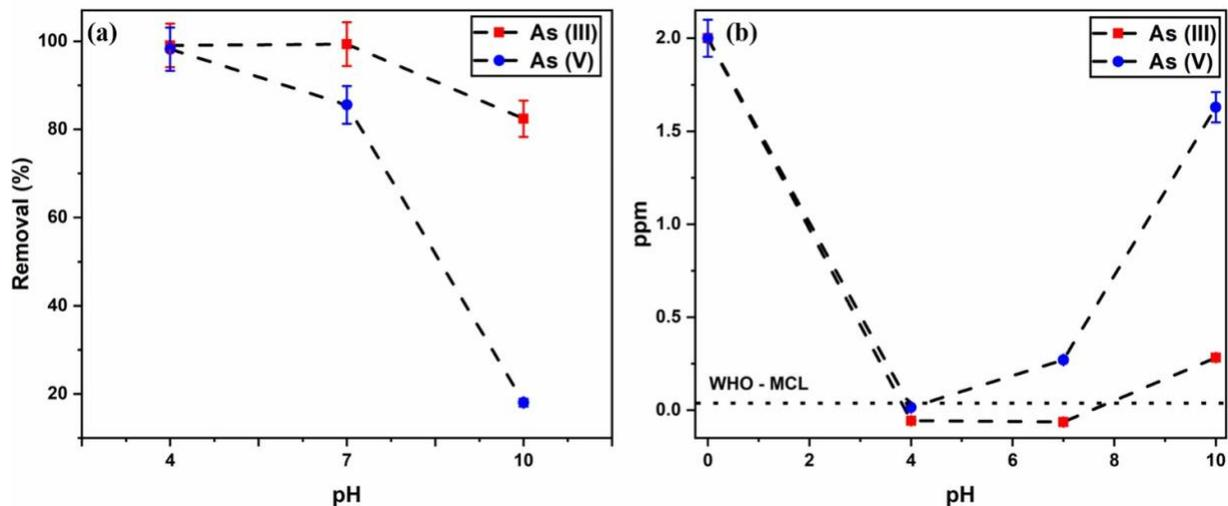 (a)
As (III)
As (V)
100
80
60
40
20
Removal (%)
4
7
10
pH
(b)
As (III)
As (V)
2.0
1.5
1.0
0.5
0.0
ppm
WHO - MCL
0
2
4
6
8
10
pH